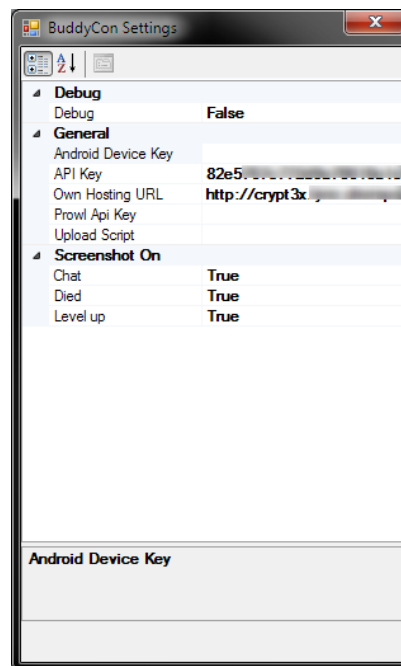 BuddyCon Settings
Debug
Debug False
General
Android Device Key
API Key 82e5
Own Hosting URL http://crypt3x.
Prowl Api Key
Upload Script
Screenshot On
Chat True
Died True
Level up True
Android Device Key